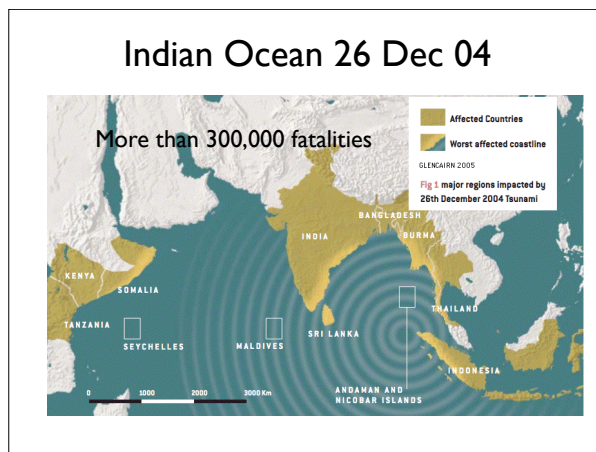 Indian Ocean 26 Dec 04
More than 300,000 fatalities
Affected Countries
Worst affected coastline
GLENCAIRN 2005
Fig 1 major regions impacted by
26th December 2004 Tsunami
BANGLADESH
INDIA
BURMA
KENYA
SOMALIA
THAILAND
TANZANIA
SRI LANKA
SEYCHELLES
MALDIVES
INDONESIA
0 1000 2000 3000 Km
ANDAMAN AND
NICOBAR ISLANDS